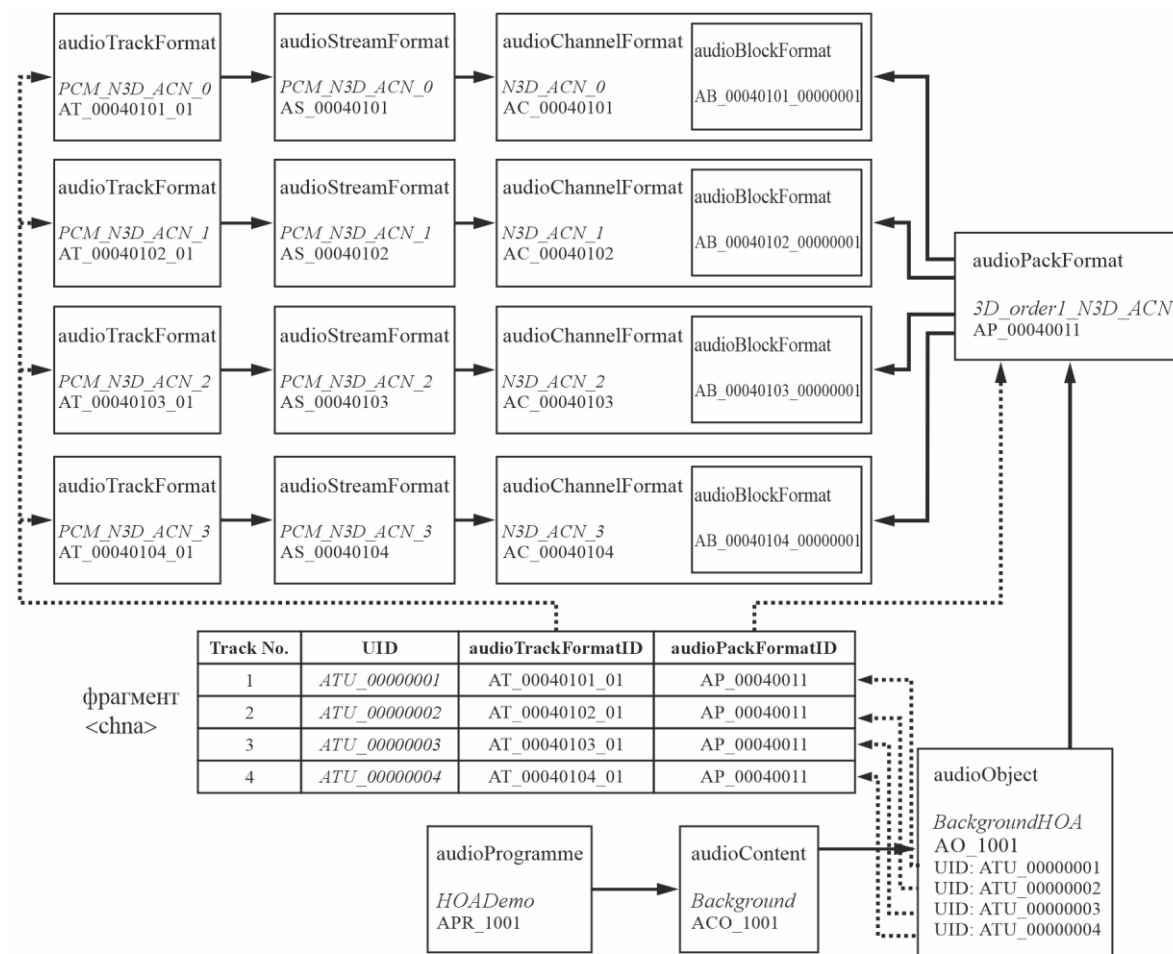 audioTrackFormat
PCM_N3D_ACN_0
AT_00040101_01
audioStreamFormat
PCM_N3D_ACN_0
AS_00040101
audioChannelFormat
N3D_ACN_0
AC_00040101
audioBlockFormat
AB_00040101_00000001
audioTrackFormat
PCM_N3D_ACN_1
AT_00040102_01
audioStreamFormat
PCM_N3D_ACN_1
AS_00040102
audioChannelFormat
N3D_ACN_1
AC_00040102
audioBlockFormat
AB_00040102_00000001
audioTrackFormat
PCM_N3D_ACN_2
AT_00040103_01
audioStreamFormat
PCM_N3D_ACN_2
AS_00040103
audioChannelFormat
N3D_ACN_2
AC_00040103
audioBlockFormat
AB_00040103_00000001
audioTrackFormat
PCM_N3D_ACN_3
AT_00040104_01
audioStreamFormat
PCM_N3D_ACN_3
AS_00040104
audioChannelFormat
N3D_ACN_3
AC_00040104
audioBlockFormat
AB_00040104_00000001
audioPackFormat
3D_order1_N3D_ACN
AP_00040011
фрагмент
<chna>
Track No. UID audioTrackFormatID audioPackFormatID
1 ATU_00000001 AT_00040101_01 AP_00040011
2 ATU_00000002 AT_00040102_01 AP_00040011
3 ATU_00000003 AT_00040103_01 AP_00040011
4 ATU_00000004 AT_00040104_01 AP_00040011
audioProgramme
HOADemo
APR_1001
audioContent
Background
ACO_1001
audioObject
BackgroundHOA
AO_1001
UID: ATU_00000001
UID: ATU_00000002
UID: ATU_00000003
UID: ATU_00000004